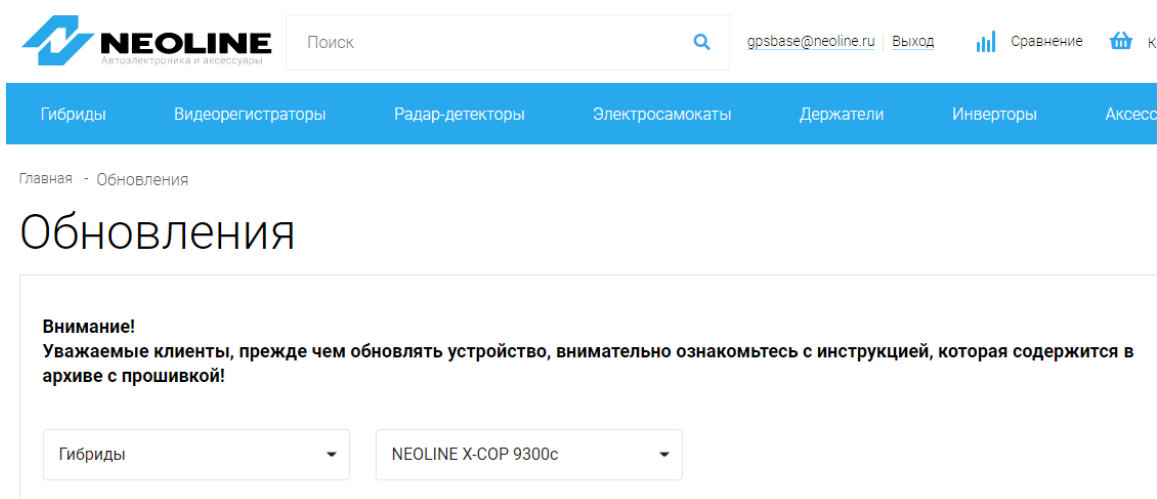 NEOLINE
Автоэлектроника и аксессуары
Поиск
gpsbase@neoline.ru
Выход
Сравнение
К
Гибриды
Видеорегистраторы
Радар-детекторы
Электросамокаты
Держатели
Инверторы
Аксесс
Главная - Обновления
Обновления
Внимание!
Уважаемые клиенты, прежде чем обновлять устройство, внимательно ознакомьтесь с инструкцией, которая содержится в
архиве с прошивкой!
Гибриды
NEOLINE X-COP 9300c